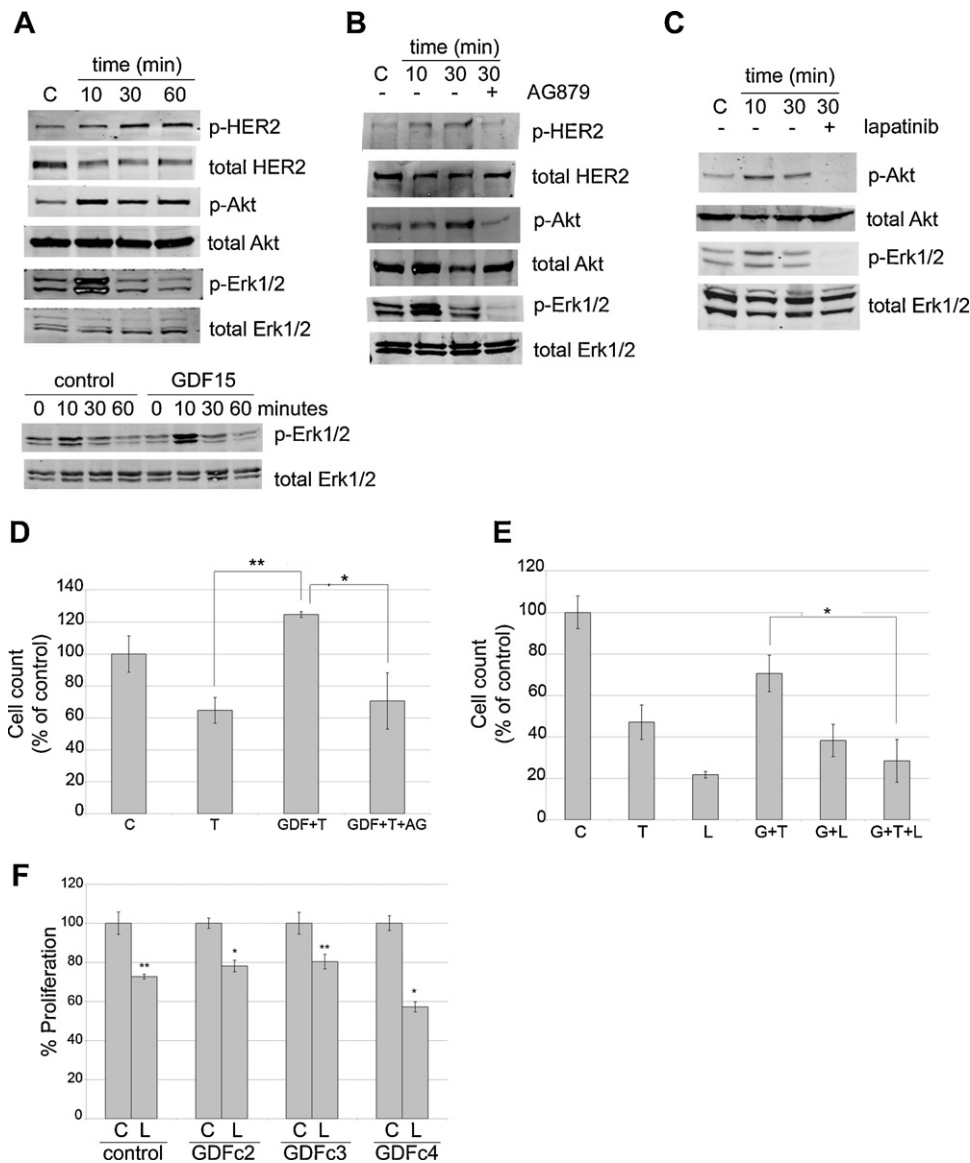 A
time (min)
C 10 30 60
p-HER2
total HER2
p-Akt
total Akt
p-Erk1/2
total Erk1/2
control GDF15
0 10 30 60 0 10 30 60 minutes
p-Erk1/2
total Erk1/2
B
time (min)
C 10 30 30
- - - + AG879
p-HER2
total HER2
p-Akt
total Akt
p-Erk1/2
total Erk1/2
C
time (min)
C 10 30 30
- - - + lapatinib
p-Akt
total Akt
p-Erk1/2
total Erk1/2
D
Cell count
(% of control)
140
120
100
80
60
40
20
0
** *
C T GDF+T GDF+T+AG
E
Cell count
(% of control)
120
100
80
60
40
20
0
*
C T L G+T G+L G+T+L
F
% Proliferation
120
100
80
60
40
20
0
** * ** *
C L C L C L C L
control GDFc2 GDFc3 GDFc4